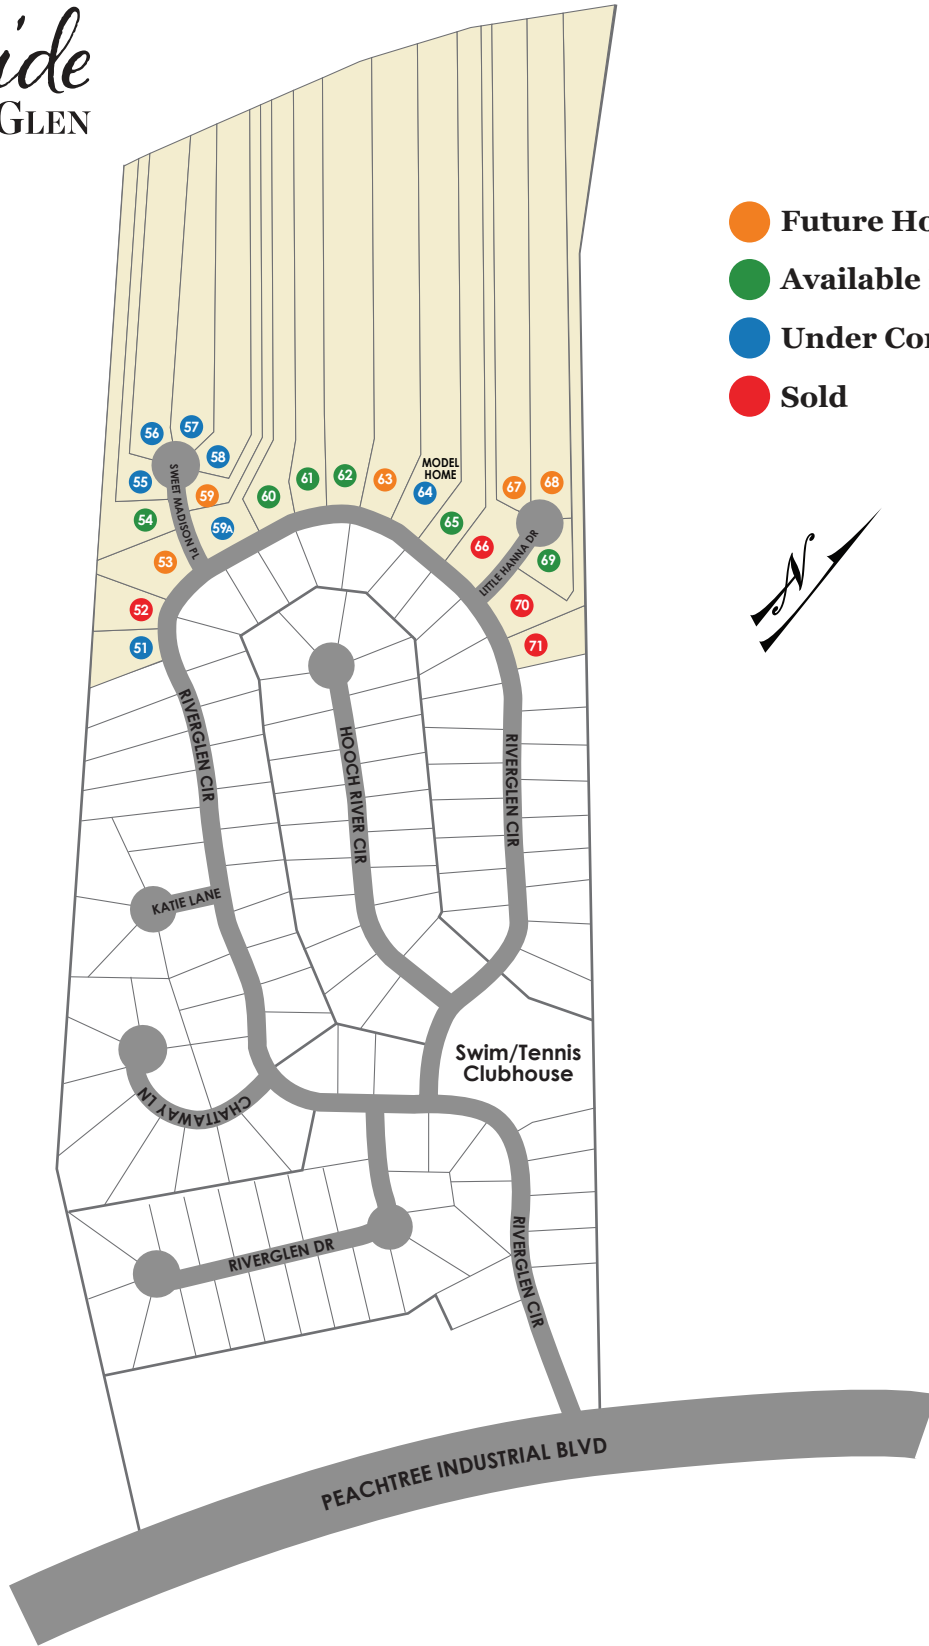 ide
GLEN
Future Ho
Available
Under Con
Sold
56
57
58
55
59
54
59A
53
52
51
60
61
62
63
MODEL
HOME
64
65
66
67
68
69
70
71
SWEET MADISON PL
LITTLE HANNA DR
N
RIVERGLEN CIR
HOOCH RIVER CIR
RIVERGLEN CIR
KATIE LANE
CHATTAWAY LN
Swim/Tennis
Clubhouse
RIVERGLEN DR
RIVERGLEN CIR
PEACHTREE INDUSTRIAL BLVD